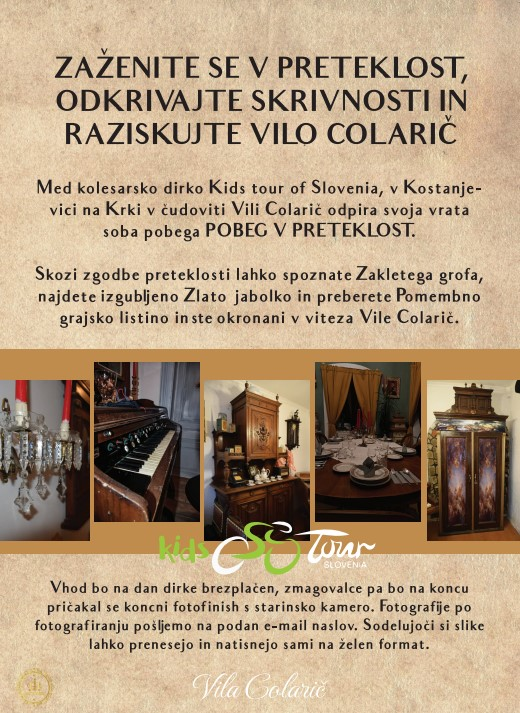 ZAŽENITE SE V PRETEKLOST,
ODKRIVAJTE SKRIVNOSTI IN
RAZISKUJTE VILO COLARIČ
Med kolesarsko dirko Kids tour of Slovenia, v Kostanje-
vici na Krki v čudoviti Vili Colarič odpira svoja vrata
soba pobega POBEG V PRETEKLOST.
Skozi zgodbe preteklosti lahko spoznate Zakletega grofa,
najdete izgubljeno Zlato jabolko in preberete Pomembno
grajsko listino in ste okronani v viteza Vile Colarič.
kids Tour
SLOVENIA
Vhod bo na dan dirke brezplačen, zmagovalce pa bo na koncu
pričakal se koncni fotofinish s starinsko kamero. Fotografije po
fotografiranju pošljemo na podan e-mail naslov. Sodelujoči si slike
lahko prenesejo in natisnejo sami na želen format.
Vila Colarič